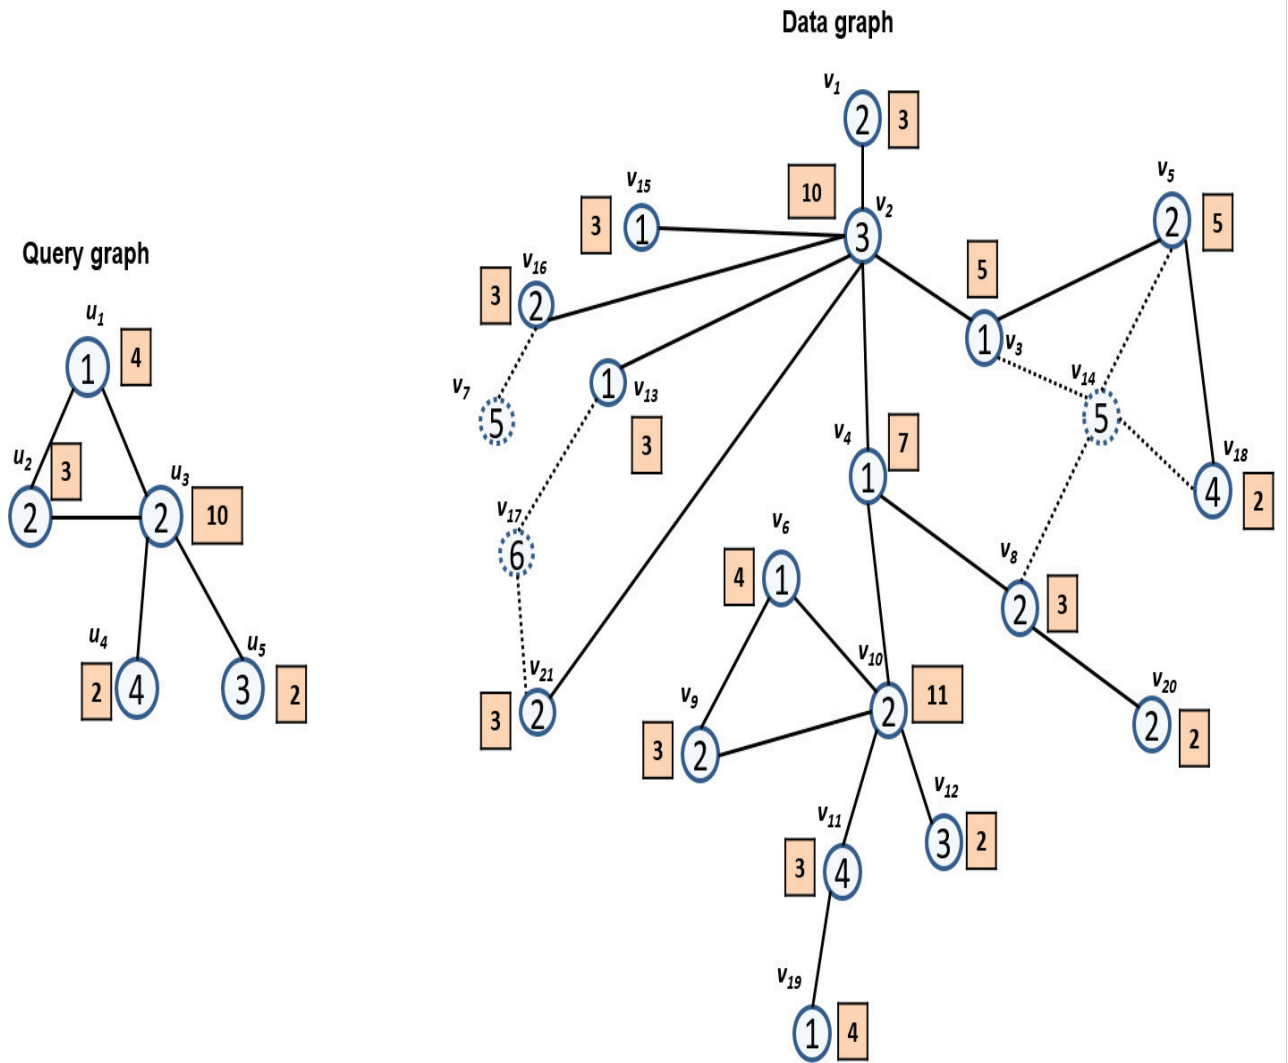 Data graph
v1
2 3
v15
10
v2
v5
3 1
3
2 5
Query graph
v16
3 2
5
u1
1 4
1 v3
v7
5
1 v13
3
v14
5
v4
7
1
v18
4 2
u2
3
u3
2 2 10
v17
6
v6
4 1
v8
2 3
u4
u5
2 4 3 2
v21
3 2
v10
2 11
v9
3 2
v20
2 2
v12
3 2
v11
3 4
v19
1 4